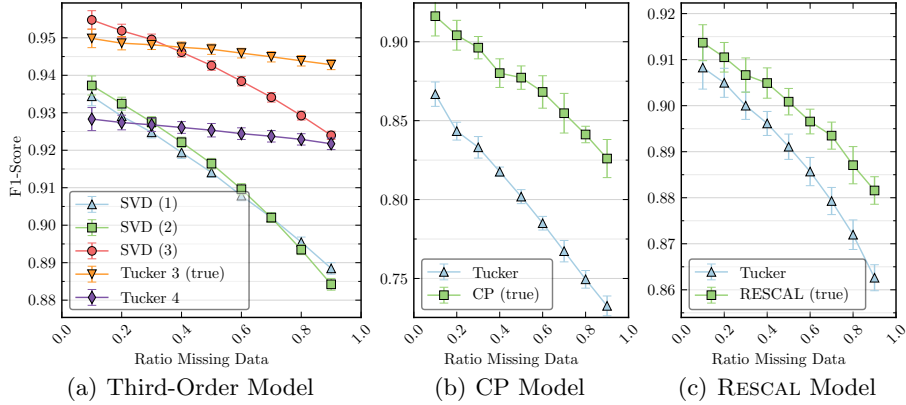 F1-Score
0.95
0.94
0.93
0.92
0.91
0.90
0.89
0.88
SVD (1)
SVD (2)
SVD (3)
Tucker 3 (true)
Tucker 4
0.0
0.2
0.4
0.6
0.8
1.0
Ratio Missing Data
(a) Third-Order Model
0.90
0.85
0.80
0.75
Tucker
CP (true)
0.0
0.2
0.4
0.6
0.8
1.0
Ratio Missing Data
(b) CP Model
0.92
0.91
0.90
0.89
0.88
0.87
0.86
Tucker
RESCAL (true)
0.0
0.2
0.4
0.6
0.8
1.0
Ratio Missing Data
(c) RESCAL Model